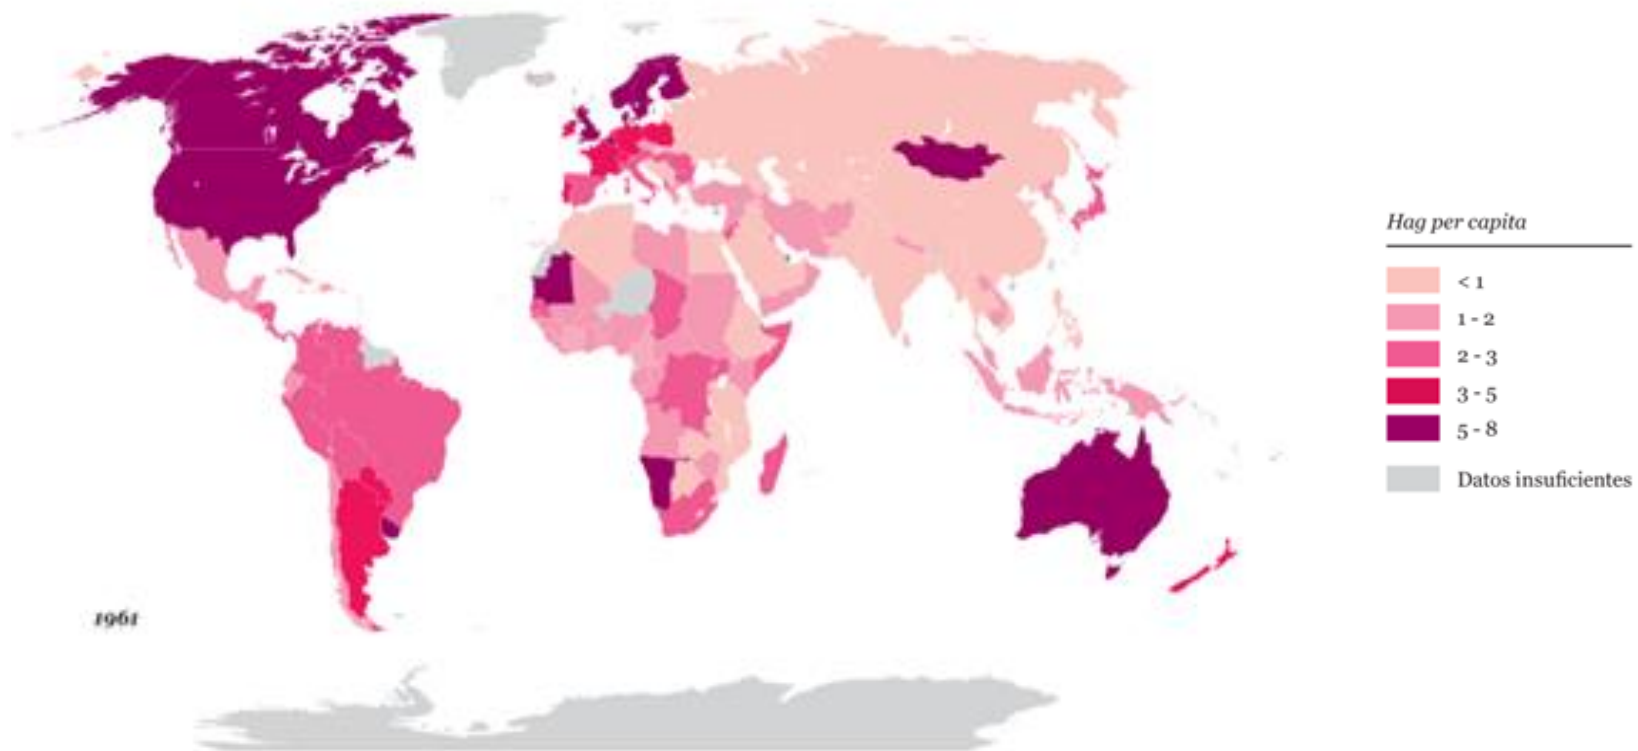 Hag per capita
< 1
1 - 2
2 - 3
3 - 5
5 - 8
Datos insuficientes
1961